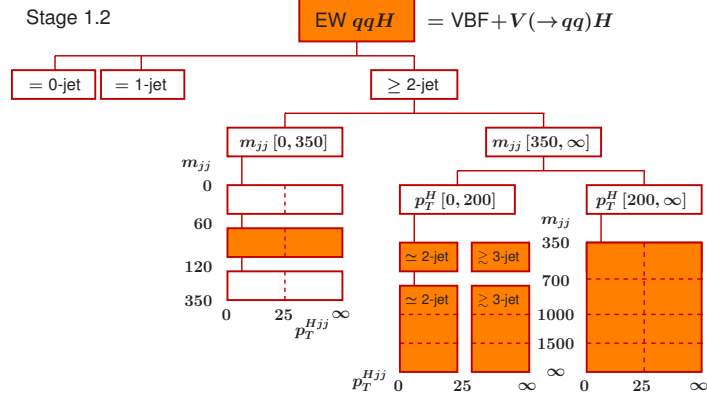 Stage 1.2
EW qqH = VBF+V(→qq)H
= 0-jet
= 1-jet
≥ 2-jet
m_jj [0, 350]
m_jj [350, ∞]
m_jj
0
60
120
350
0 25 ∞
p_T^Hjj
p_T^H [0, 200]
p_T^H [200, ∞]
≃ 2-jet
≳ 3-jet
≃ 2-jet
≳ 3-jet
m_jj
350
700
1000
1500
∞
p_T^Hjj 0 25 ∞
0 25 ∞